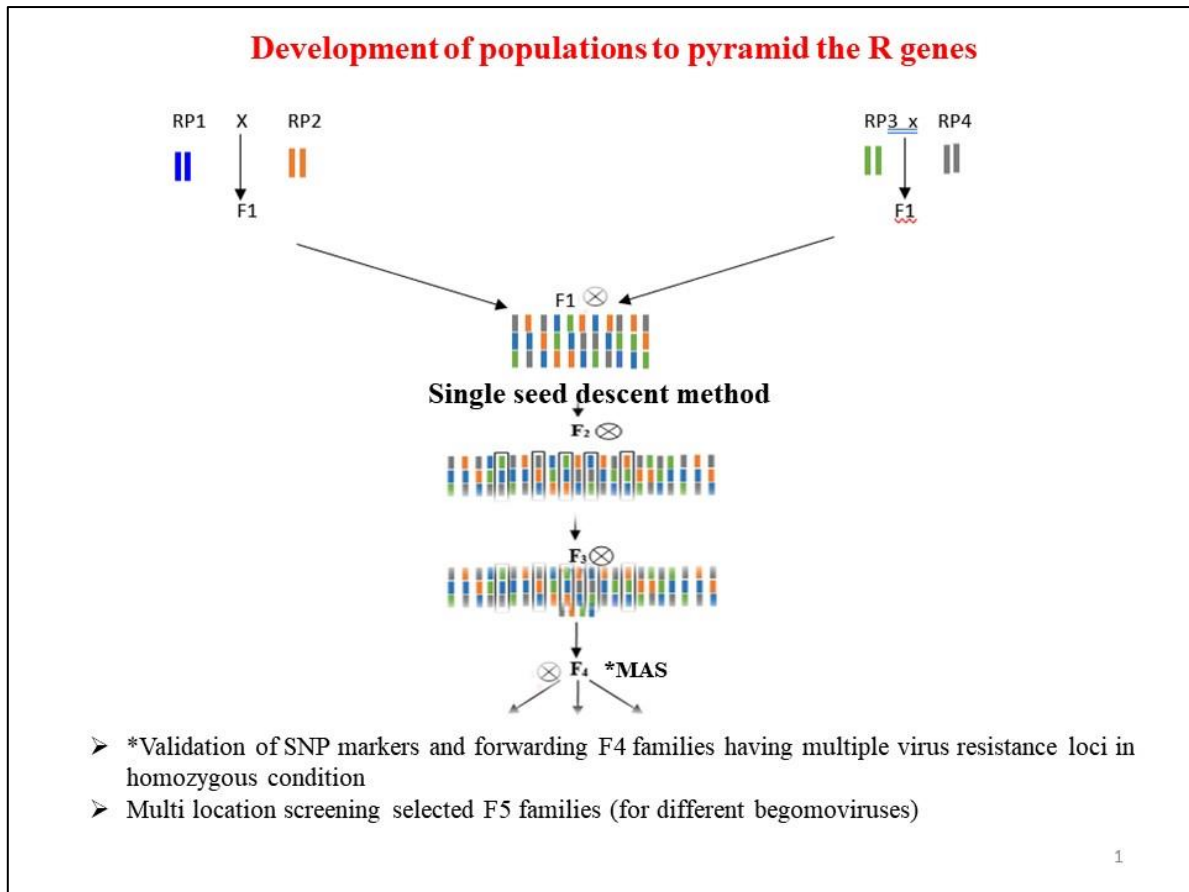 Development of populations to pyramid the R genes
RP1 X RP2
RP3 x RP4
F1
F1
F1
Single seed descent method
F2
F3
F4 *MAS
➢ *Validation of SNP markers and forwarding F4 families having multiple virus resistance loci in
homozygous condition
➢ Multi location screening selected F5 families (for different begomoviruses)
1